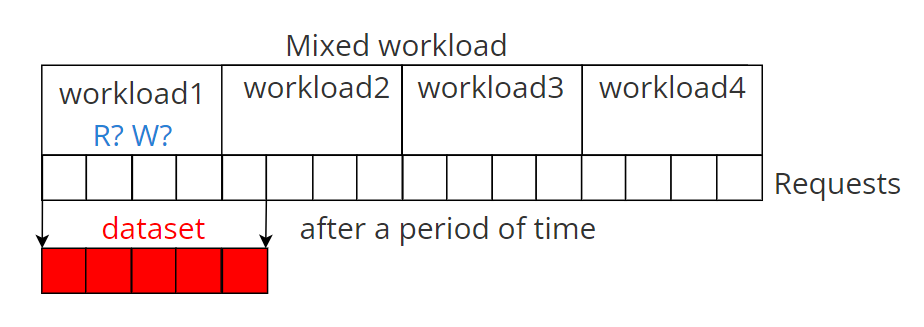 Mixed workload
workload1 workload2 workload3 workload4
R? W?
Requests
dataset after a period of time